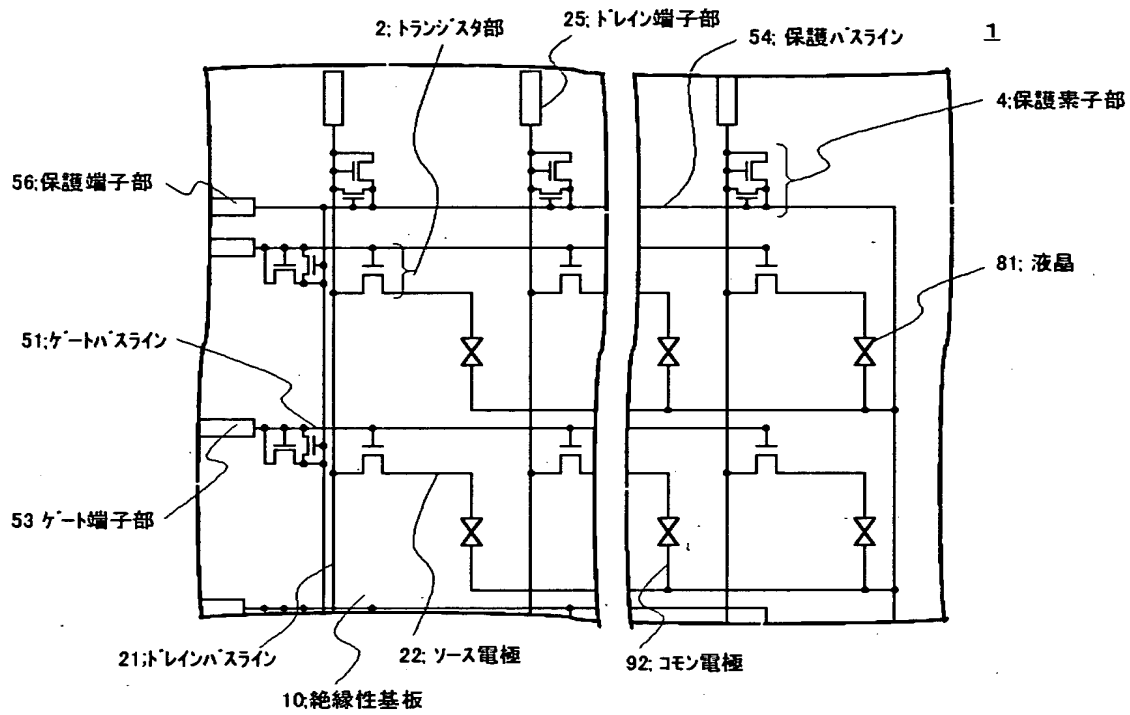 2; トランジスタ部
25; ドレイン端子部
54; 保護バスライン
1
4;保護素子部
56;保護端子部
81; 液晶
51;ゲートバスライン
53 ゲート端子部
21;ドレインバスライン
22; ソース電極
92; コモン電極
10;絶縁性基板